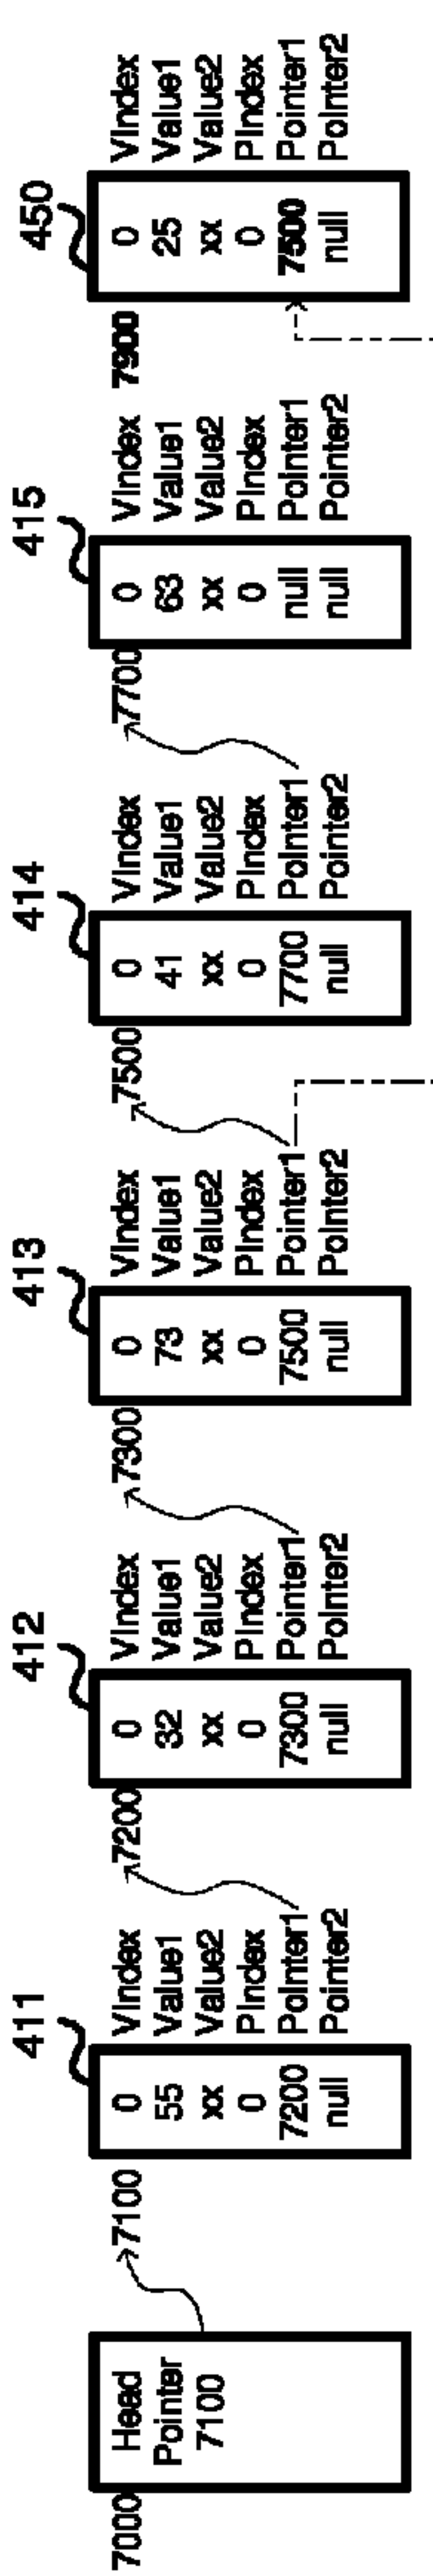 7000
Head
Pointer
7100
7100
411
0 VIndex
55 Value1
xx Value2
0 PIndex
7200 Pointer1
null Pointer2
7200
412
0 VIndex
32 Value1
xx Value2
0 PIndex
7300 Pointer1
null Pointer2
7300
413
0 VIndex
73 Value1
xx Value2
0 PIndex
7500 Pointer1
null Pointer2
7500
414
0 VIndex
41 Value1
xx Value2
0 PIndex
7700 Pointer1
null Pointer2
7700
415
0 VIndex
63 Value1
xx Value2
0 PIndex
null Pointer1
null Pointer2
7900
450
0 VIndex
25 Value1
xx Value2
0 PIndex
7500 Pointer1
null Pointer2